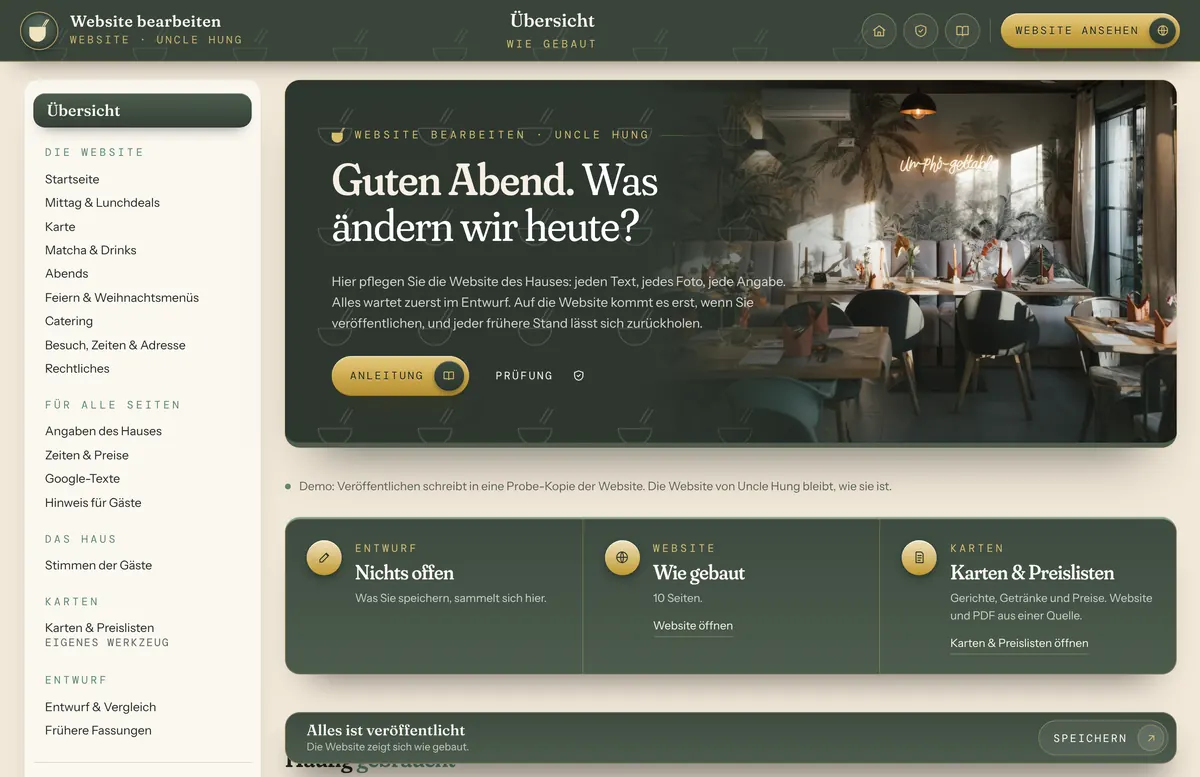 Website bearbeiten
WEBSITE · UNCLE HUNG
Übersicht
WIE GEBAUT
WEBSITE ANSEHEN
Übersicht
DIE WEBSITE
Startseite
Mittag & Lunchdeals
Karte
Matcha & Drinks
Abends
Feiern & Weihnachtsmenüs
Catering
Besuch, Zeiten & Adresse
Rechtliches
FÜR ALLE SEITEN
Angaben des Hauses
Zeiten & Preise
Google-Texte
Hinweis für Gäste
DAS HAUS
Stimmen der Gäste
KARTEN
Karten & Preislisten
EIGENES WERKZEUG
ENTWURF
Entwurf & Vergleich
Frühere Fassungen
WEBSITE BEARBEITEN · UNCLE HUNG
Guten Abend. Was
ändern wir heute?
Hier pflegen Sie die Website des Hauses: jeden Text, jedes Foto, jede Angabe.
Alles wartet zuerst im Entwurf. Auf die Website kommt es erst, wenn Sie
veröffentlichen, und jeder frühere Stand lässt sich zurückholen.
ANLEITUNG
PRÜFUNG
Un-Phở-gettable
Demo: Veröffentlichen schreibt in eine Probe-Kopie der Website. Die Website von Uncle Hung bleibt, wie sie ist.
ENTWURF
Nichts offen
Was Sie speichern, sammelt sich hier.
WEBSITE
Wie gebaut
10 Seiten.
Website öffnen
KARTEN
Karten & Preislisten
Gerichte, Getränke und Preise. Website
und PDF aus einer Quelle.
Karten & Preislisten öffnen
Alles ist veröffentlicht
Die Website zeigt sich wie gebaut.
SPEICHERN
Häufig gebraucht